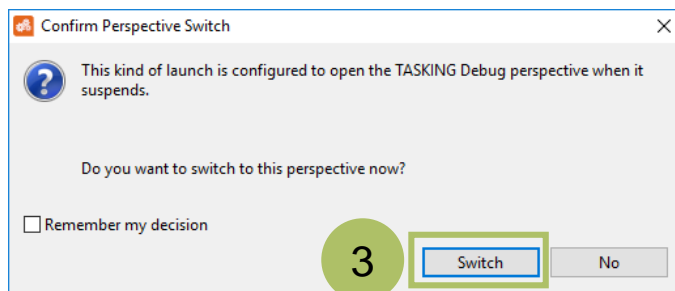 Confirm Perspective Switch
This kind of launch is configured to open the TASKING Debug perspective when it
suspends.
Do you want to switch to this perspective now?
Remember my decision
3
Switch
No